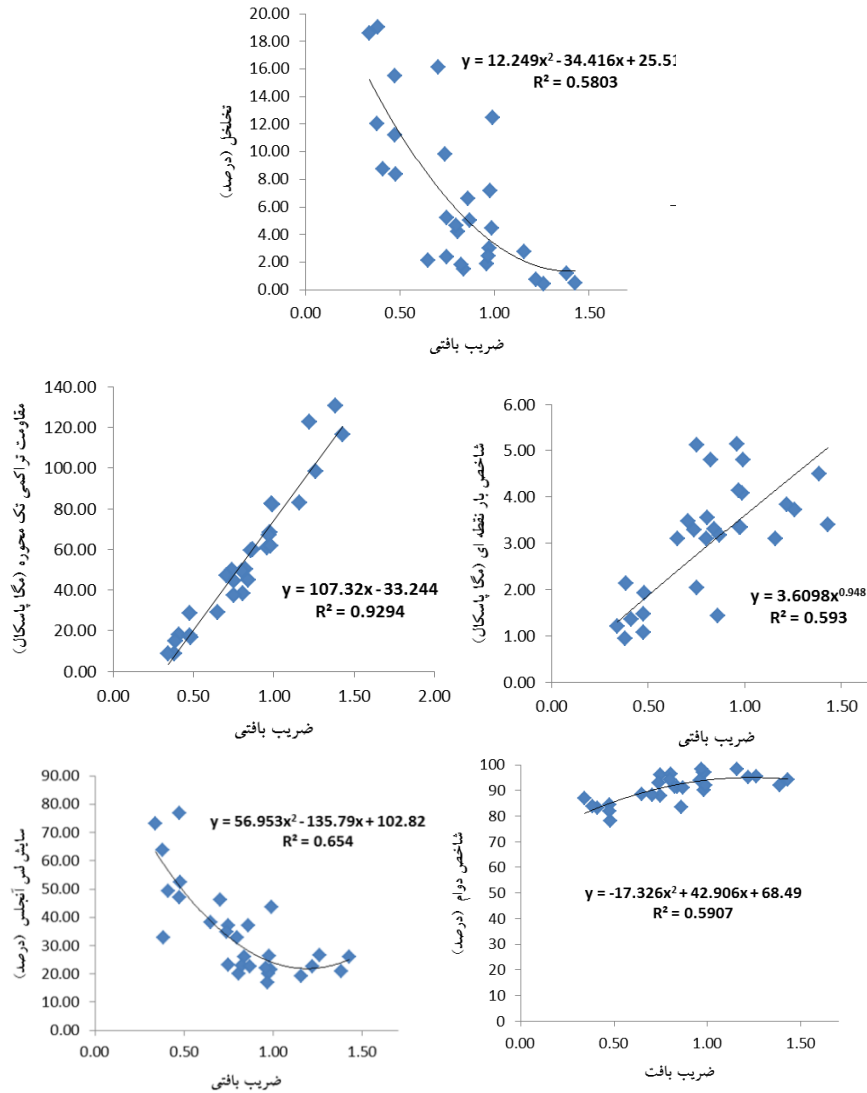 20.00
18.00
16.00
14.00
12.00
10.00
8.00
6.00
4.00
2.00
0.00
تخلخل (درصد)
y = 12.249x² - 34.416x + 25.51
R² = 0.5803
0.00 0.50 1.00 1.50
ضریب بافتی
140.00
120.00
100.00
80.00
60.00
40.00
20.00
0.00
مقاومت تراکمی تک محوره (مگا پاسکال)
y = 107.32x - 33.244
R² = 0.9294
0.00 0.50 1.00 1.50 2.00
ضریب بافتی
6.00
5.00
4.00
3.00
2.00
1.00
0.00
شاخص بار نقطه ای (مگا پاسکال)
y = 3.6098x^0.948
R² = 0.593
0.00 0.50 1.00 1.50
ضریب بافتی
90.00
80.00
70.00
60.00
50.00
40.00
30.00
20.00
10.00
0.00
سایش لس آنجلس (درصد)
y = 56.953x² - 135.79x + 102.82
R² = 0.654
0.00 0.50 1.00 1.50
ضریب بافتی
100
90
80
70
60
50
40
30
20
10
0
شاخص دوام (درصد)
y = -17.326x² + 42.906x + 68.49
R² = 0.5907
0.00 0.50 1.00 1.50
ضریب بافت